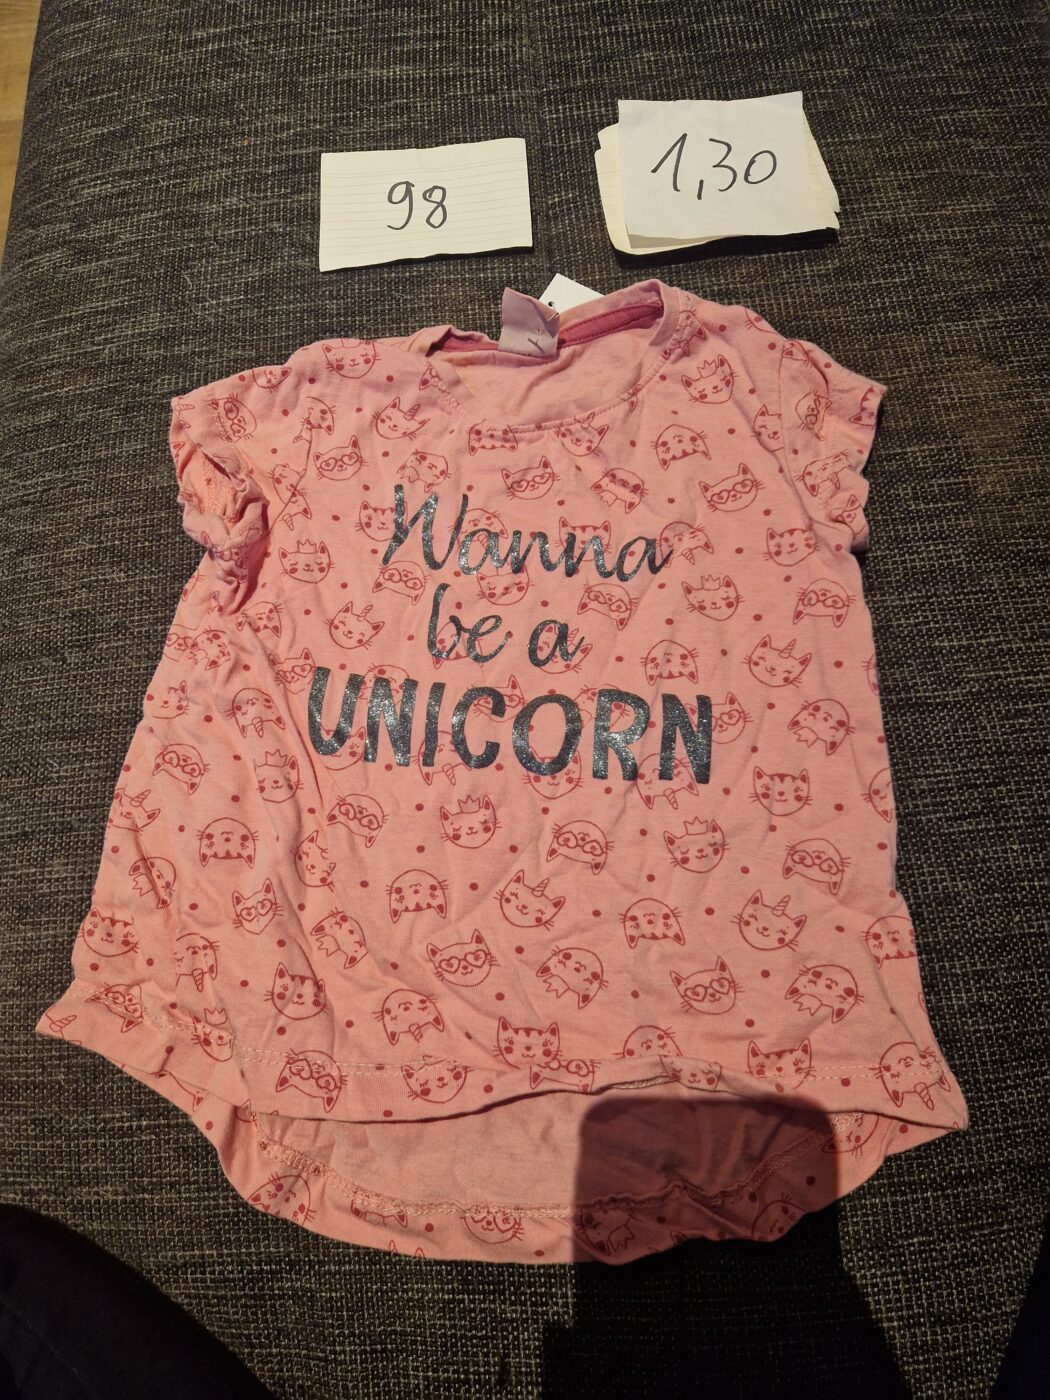 98
1,30
Wanna
be a
UNICORN